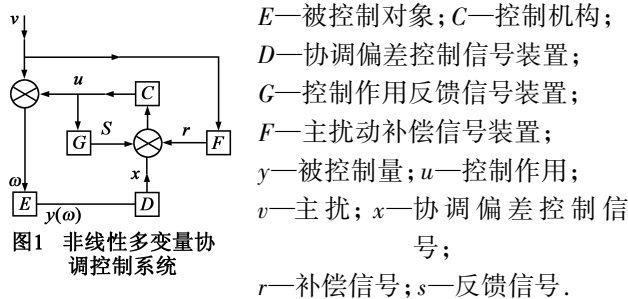 v
u
C
G
S
r
F
x
ω
E
y(ω)
D
图1 非线性多变量协
调控制系统
E—被控制对象;C—控制机构;
D—协调偏差控制信号装置;
G—控制作用反馈信号装置;
F—主扰动补偿信号装置;
y—被控制量;u—控制作用;
v—主扰;x—协调偏差控制信
号;
r—补偿信号;s—反馈信号.